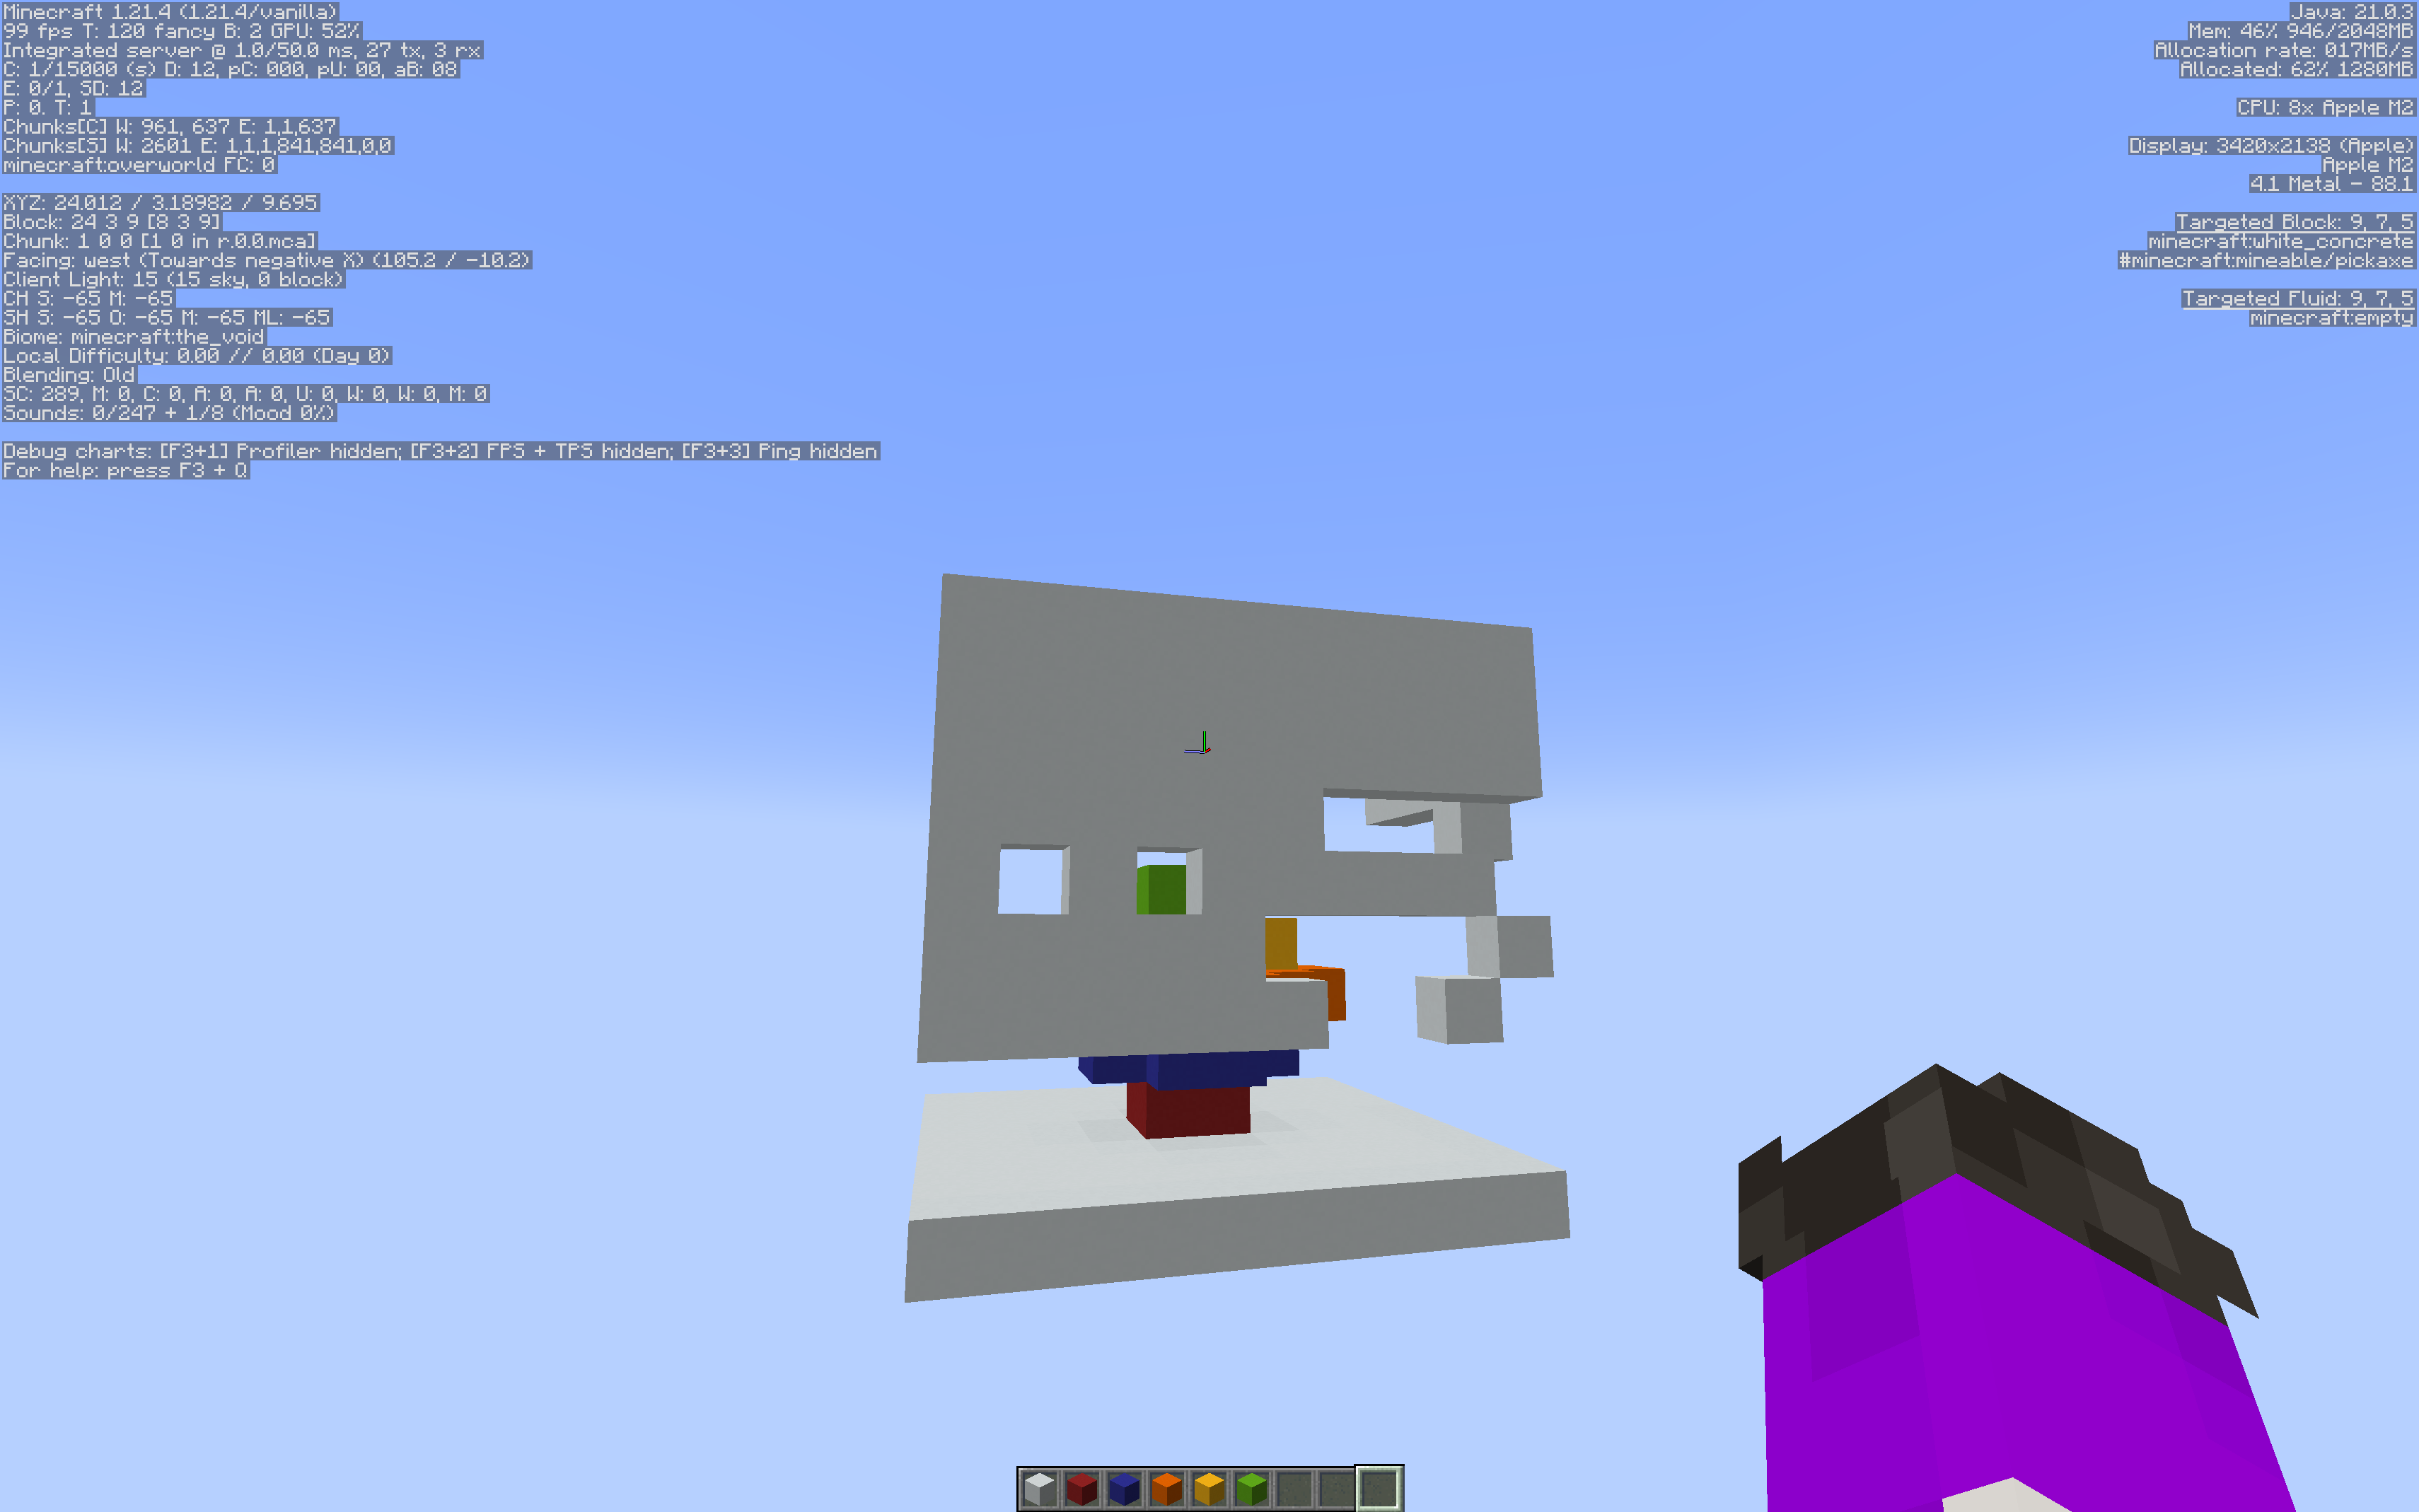 Minecraft 1.21.4 (1.21.4/vanilla)
99 fps T: 120 fancy B: 2 GPU: 52%
Integrated server @ 1.0/50.0 ms, 27 tx, 3 rx
C: 1/15000 (s) D: 12, pC: 000, pU: 00, aB: 08
E: 0/1, SD: 12
P: 0. T: 1
Chunks[C] W: 961, 637 E: 1,1,637
Chunks[S] W: 2601 E: 1,1,1,841,841,0,0
minecraft:overworld FC: 0
XYZ: 24.012 / 3.18982 / 9.695
Block: 24 3 9 [8 3 9]
Chunk: 1 0 0 [1 0 in r.0.0.mca]
Facing: west (Towards negative X) (105.2 / -10.2)
Client Light: 15 (15 sky, 0 block)
CH S: -65 M: -65
SH S: -65 O: -65 M: -65 ML: -65
Biome: minecraft:the_void
Local Difficulty: 0.00 // 0.00 (Day 0)
Blending: Old
SC: 289, M: 0, C: 0, A: 0, A: 0, U: 0, W: 0, W: 0, M: 0
Sounds: 0/247 + 1/8 (Mood 0%)
Debug charts: [F3+1] Profiler hidden; [F3+2] FPS + TPS hidden; [F3+3] Ping hidden
For help: press F3 + Q
Java: 21.0.3
Mem: 46% 946/2048MB
Allocation rate: 017MB/s
Allocated: 62% 1280MB
CPU: 8x Apple M2
Display: 3420x2138 (Apple)
Apple M2
4.1 Metal - 88.1
Targeted Block: 9, 7, 5
minecraft:white_concrete
#minecraft:mineable/pickaxe
Targeted Fluid: 9, 7, 5
minecraft:empty